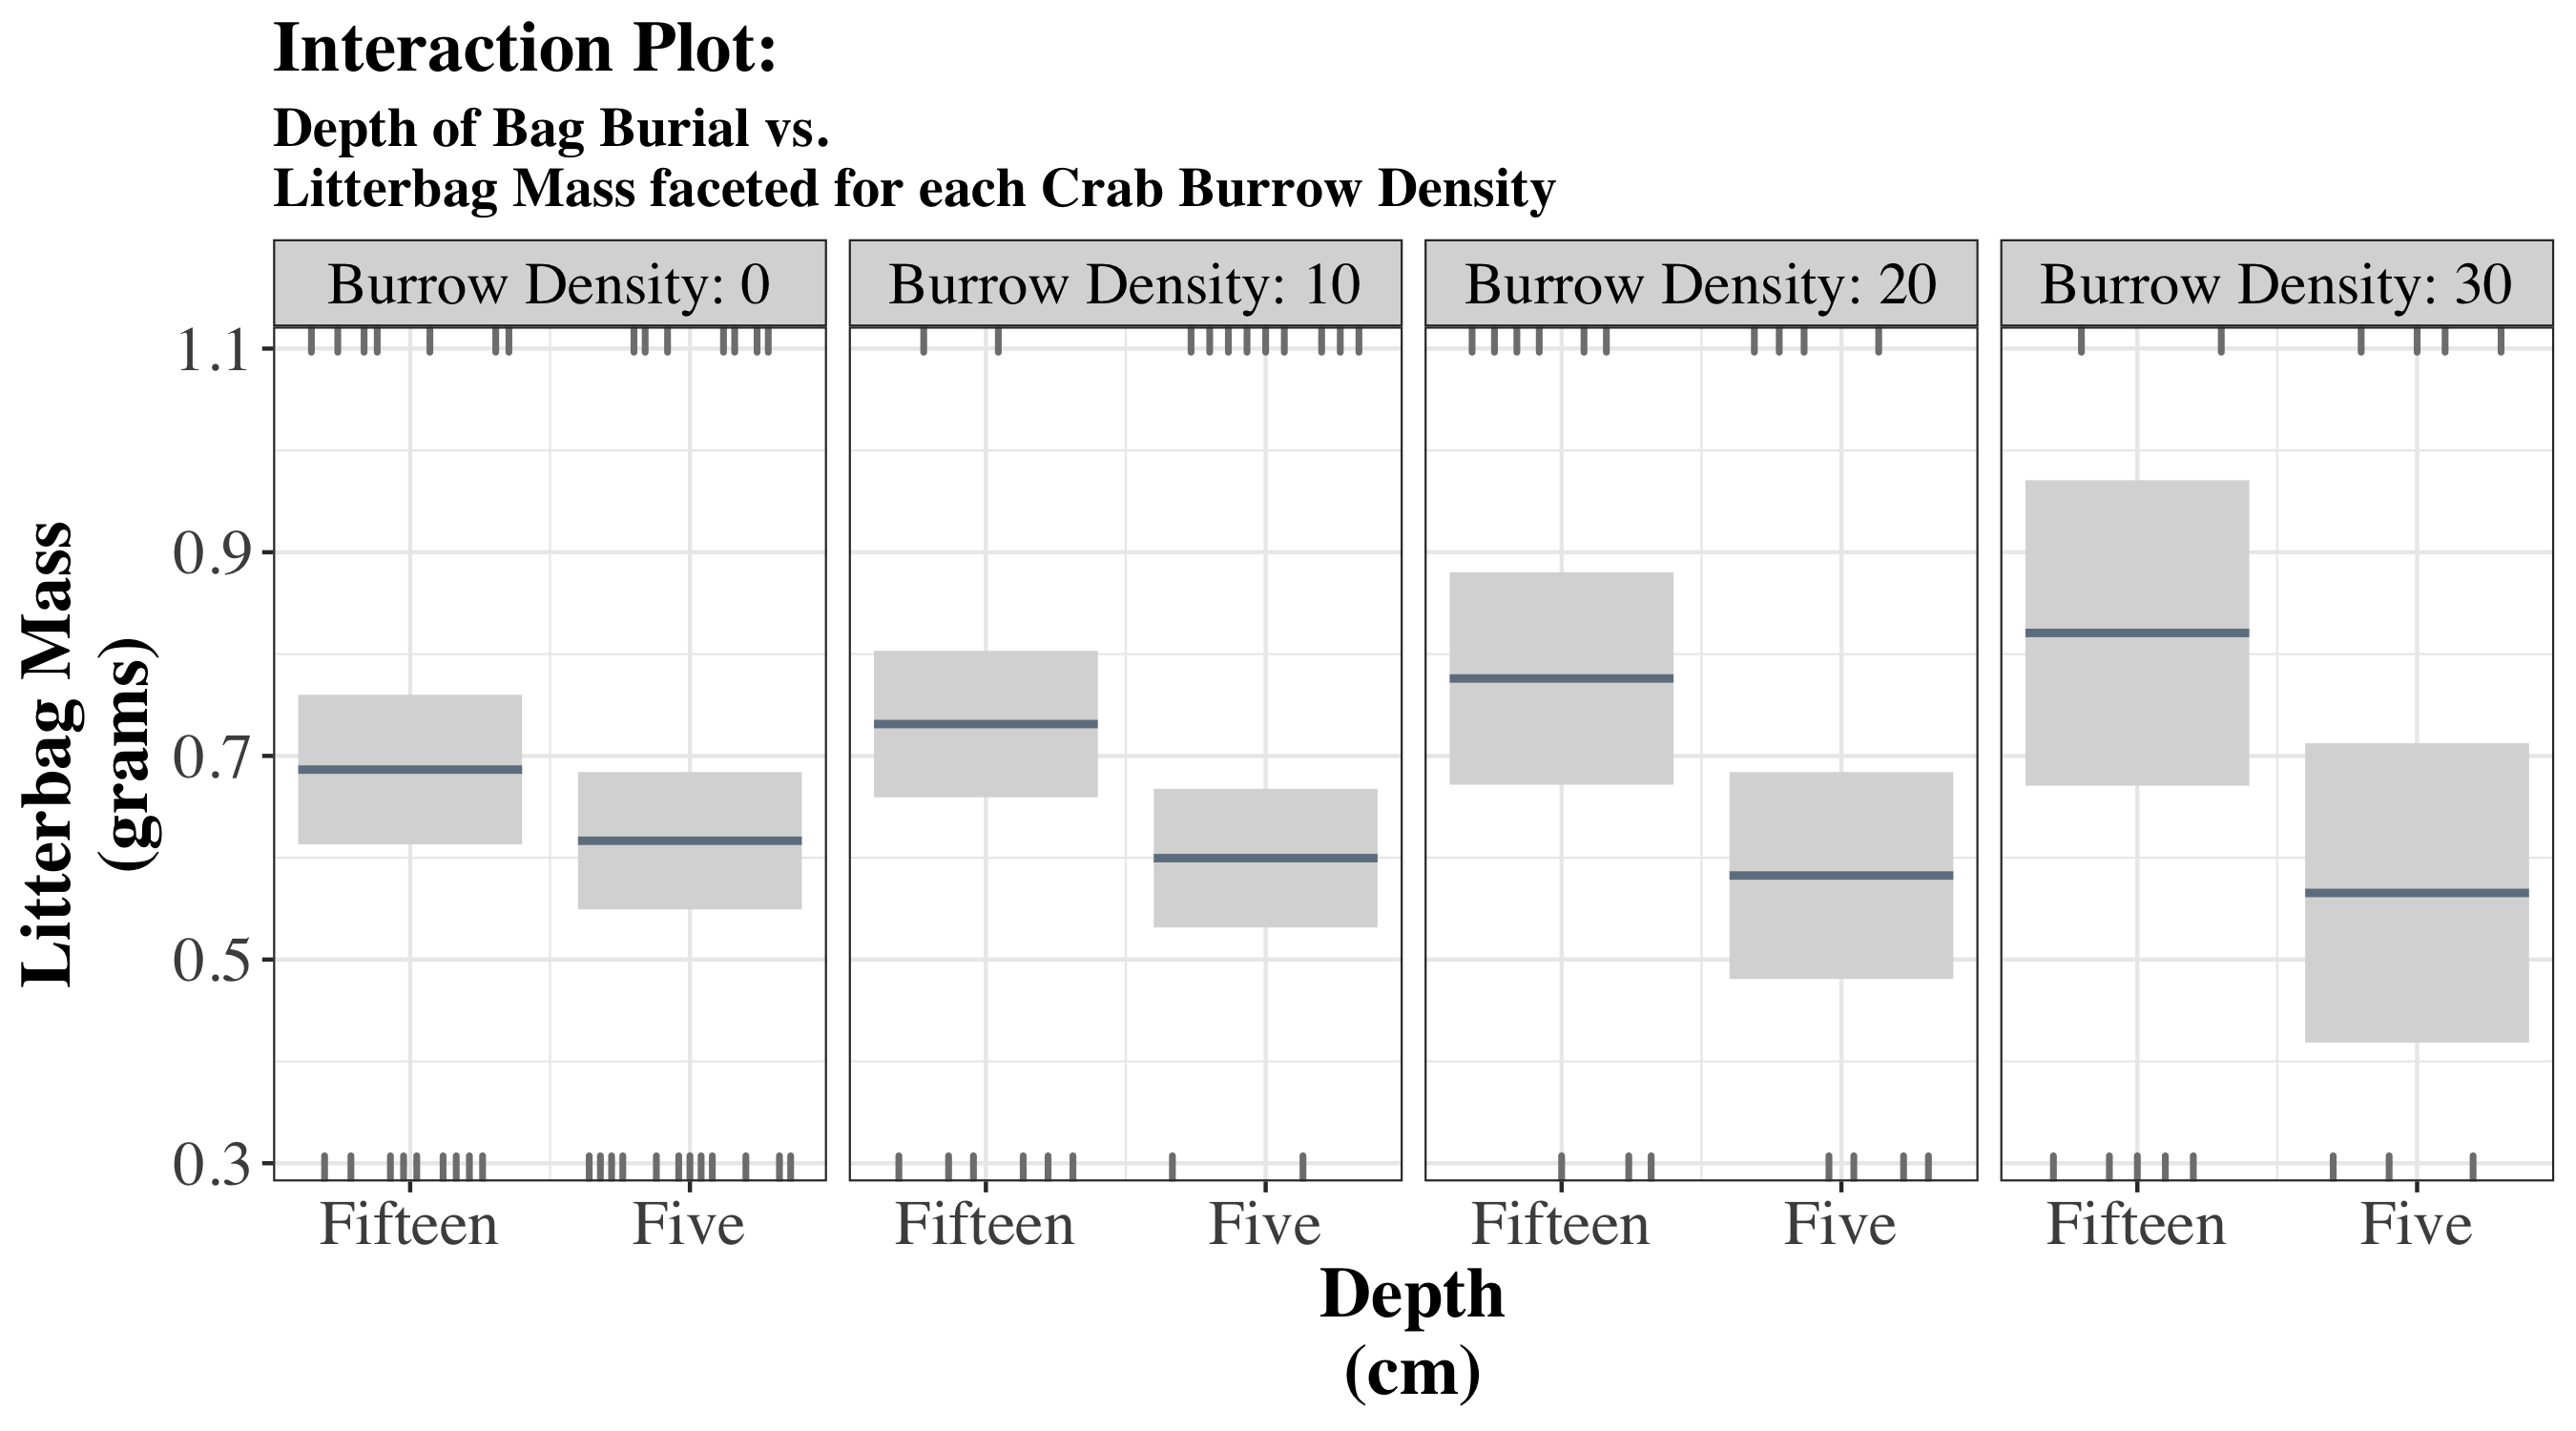 Interaction Plot:
Depth of Bag Burial vs.
Litterbag Mass faceted for each Crab Burrow Density
Burrow Density: 0
Burrow Density: 10
Burrow Density: 20
Burrow Density: 30
Litterbag Mass
(grams)
1.1
0.9
0.7
0.5
0.3
Fifteen
Five
Fifteen
Five
Fifteen
Five
Fifteen
Five
Depth
(cm)